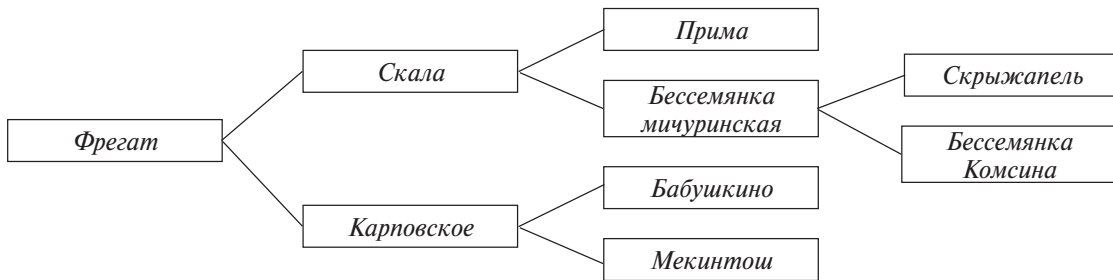 Прима
Скала
Скрыжапель
Бессемянка
мичуринская
Фрегат
Бессемянка
Комсина
Бабушкино
Карповское
Мекинтош